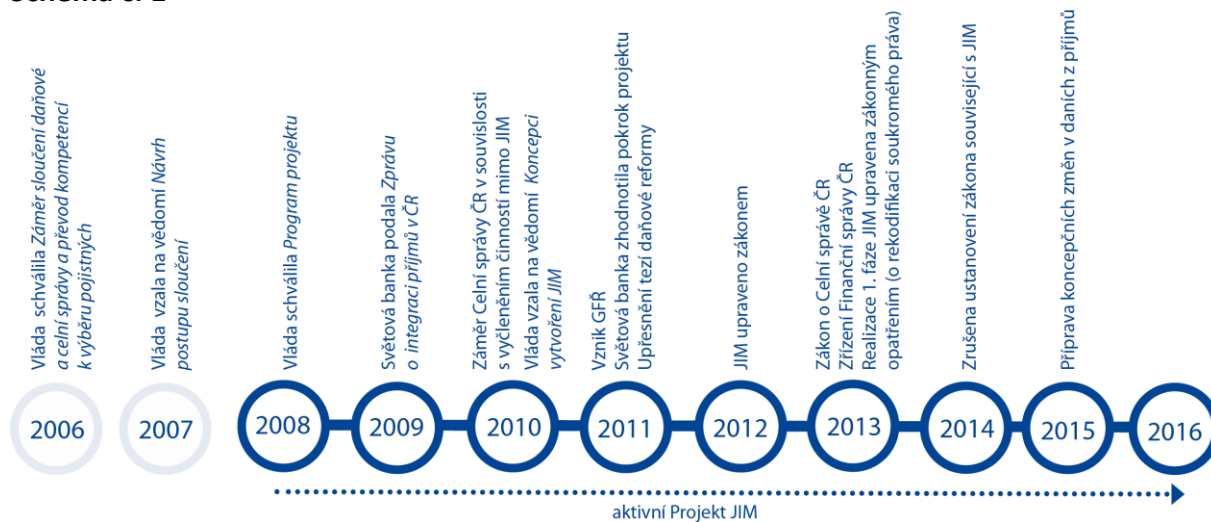 Vláda schválila Záměr sloučení daňové
a celní správy a převod kompetencí
k výběru pojistných
Vláda vzala na vědomí Návrh
postupu sloučení
Vláda schválila Program projektu
Světová banka podala Zprávu
o integraci příjmů v ČR
Záměr Celní správy ČR v souvislosti
s vyčleněním činností mimo JIM
Vláda vzala na vědomí Koncepci
vytvoření JIM
Vznik GFŘ
Světová banka zhodnotila pokrok projektu
Upřesnění tezí daňové reformy
JIM upraveno zákonem
Zákon o Celní správě ČR
Zřízení Finanční správy ČR
Realizace 1. fáze JIM upravena zákonným
opatřením (o rekodifikaci soukromého práva)
Zrušena ustanovení zákona související s JIM
Příprava koncepčních změn v daních z příjmů
2006
2007
2008
2009
2010
2011
2012
2013
2014
2015
2016
aktivní Projekt JIM